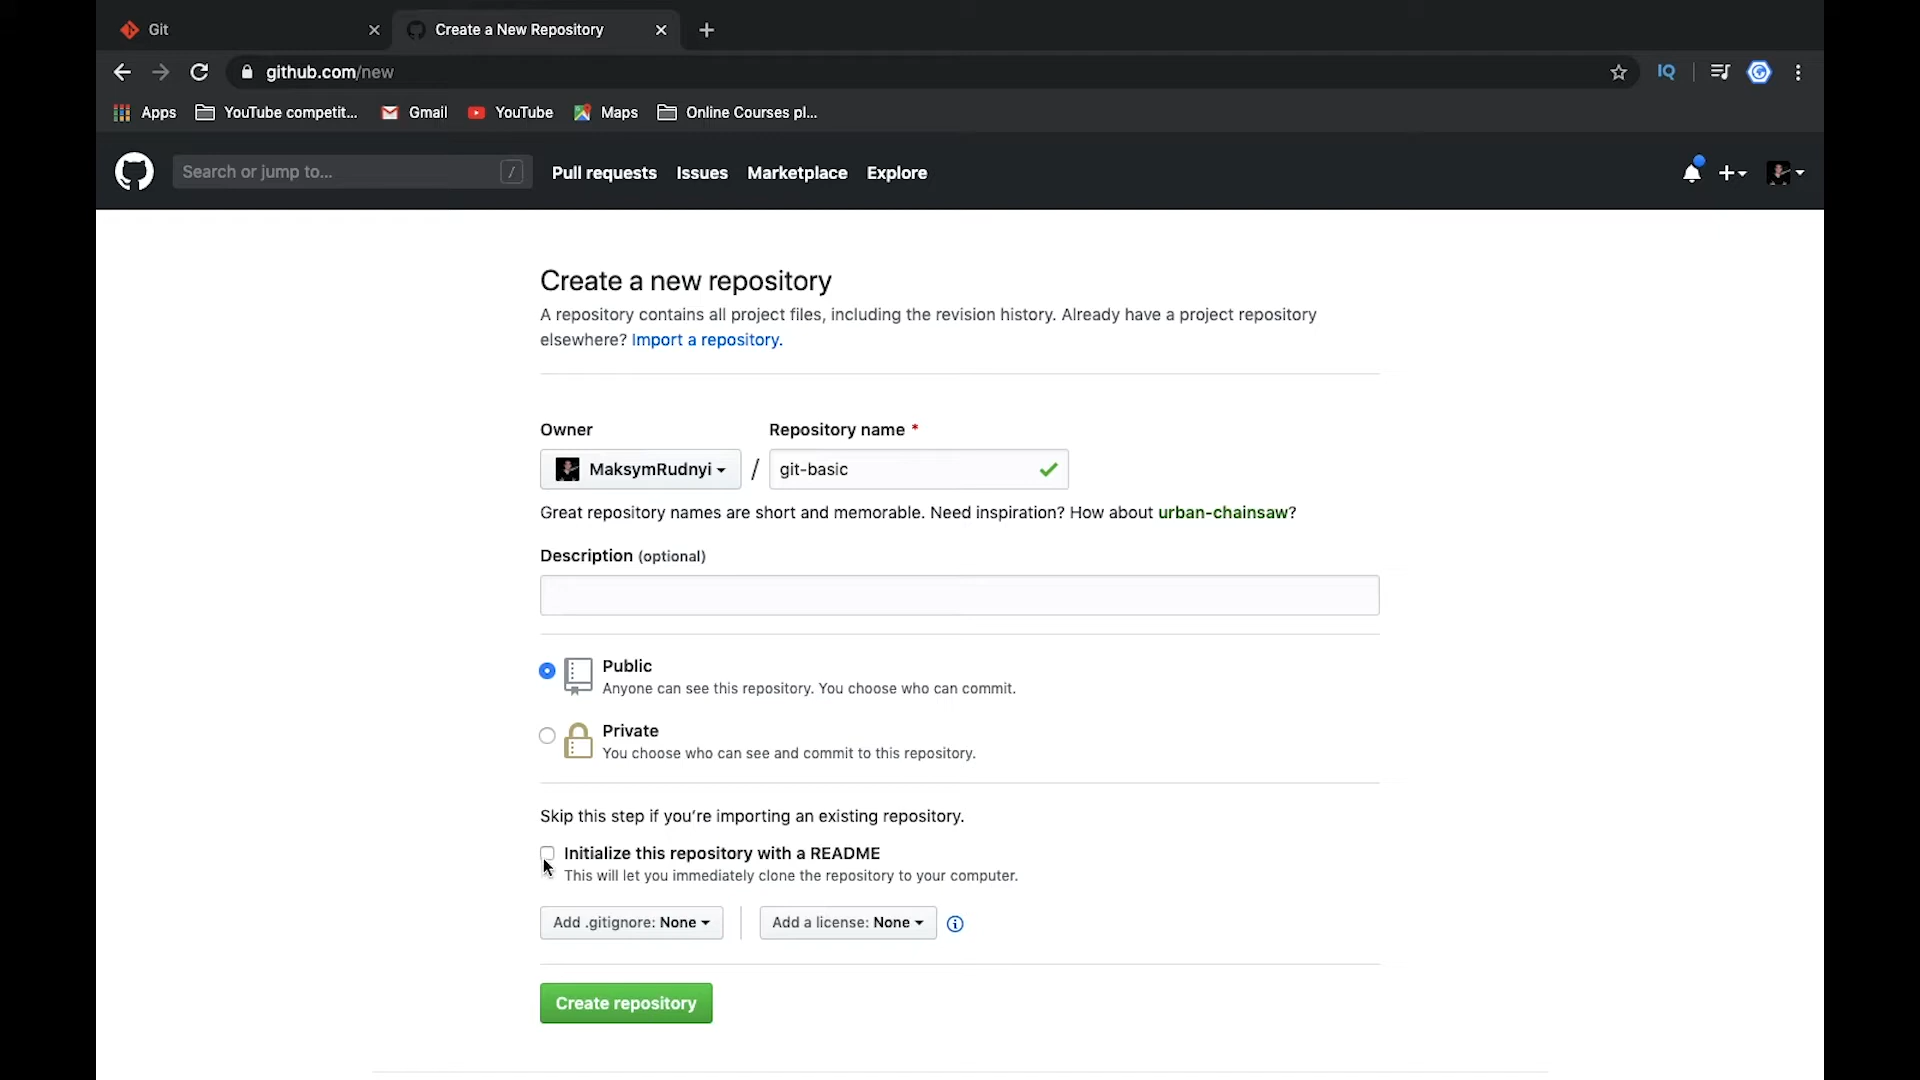 Git
Create a New Repository
github.com/new
IQ
Apps
YouTube competit...
Gmail
YouTube
Maps
Online Courses pl...
Search or jump to...
/
Pull requests
Issues
Marketplace
Explore
Create a new repository
A repository contains all project files, including the revision history. Already have a project repository
elsewhere? Import a repository.
Owner
Repository name *
MaksymRudnyi
/
git-basic
Great repository names are short and memorable. Need inspiration? How about urban-chainsaw?
Description (optional)
Public
Anyone can see this repository. You choose who can commit.
Private
You choose who can see and commit to this repository.
Skip this step if you’re importing an existing repository.
Initialize this repository with a README
This will let you immediately clone the repository to your computer.
Add .gitignore: None
Add a license: None
Create repository